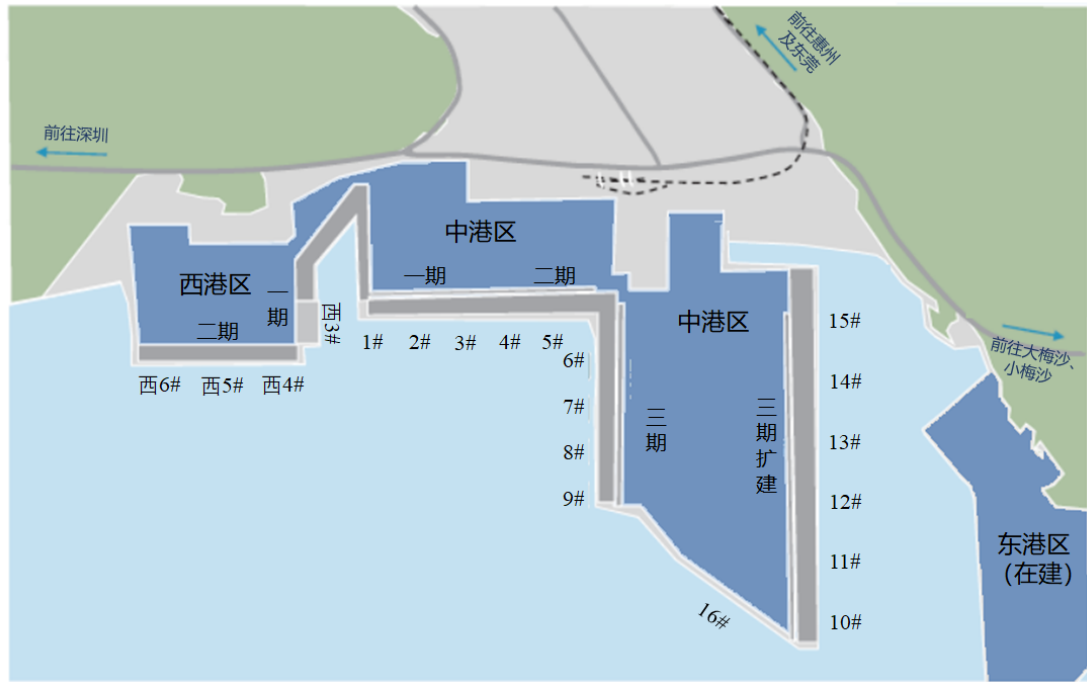 前往惠州
及东莞
前往深圳
中港区
西港区
一期
二期
一期
二期
西3#
中港区
1#
2#
3#
4#
5#
15#
前往大梅沙、
小梅沙
西6#
西5#
西4#
6#
14#
7#
三期
三期扩建
13#
8#
9#
12#
东港区
(在建)
11#
16#
10#